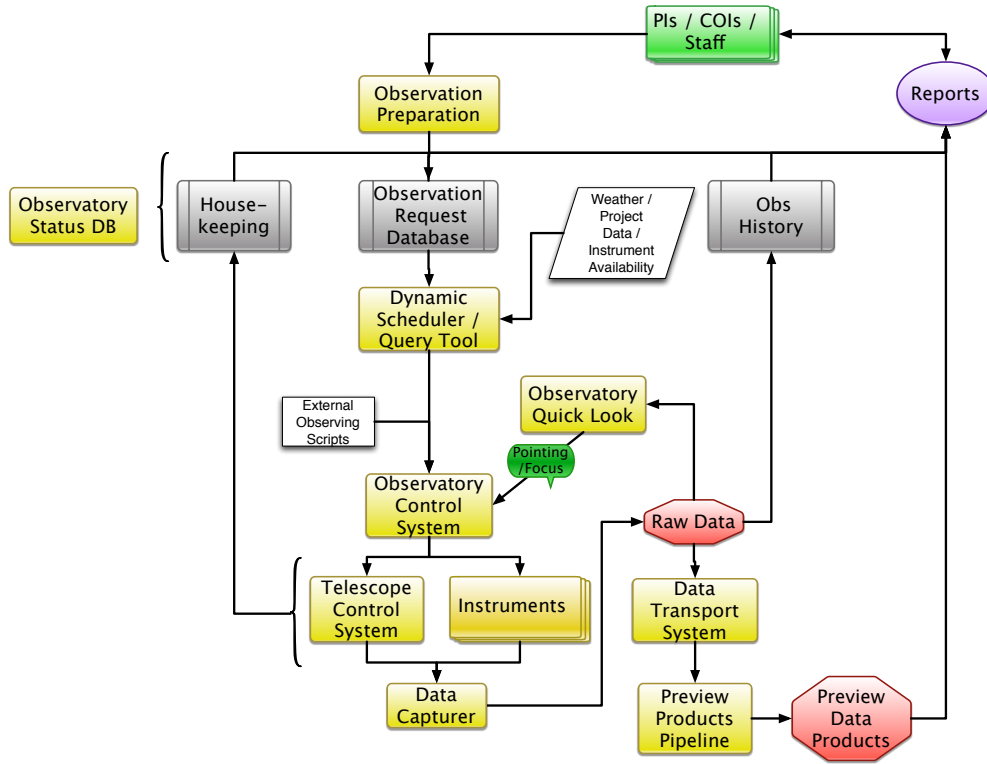 PIs / COIs /
Staff
Observation
Preparation
Reports
Observatory
Status DB
House-
keeping
Observation
Request
Database
Weather /
Project
Data /
Instrument
Availability
Obs
History
Dynamic
Scheduler /
Query Tool
External
Observing
Scripts
Observatory
Quick Look
Pointing
/Focus
Observatory
Control
System
Raw Data
Telescope
Control
System
Instruments
Data
Transport
System
Data
Capturer
Preview
Products
Pipeline
Preview
Data
Products